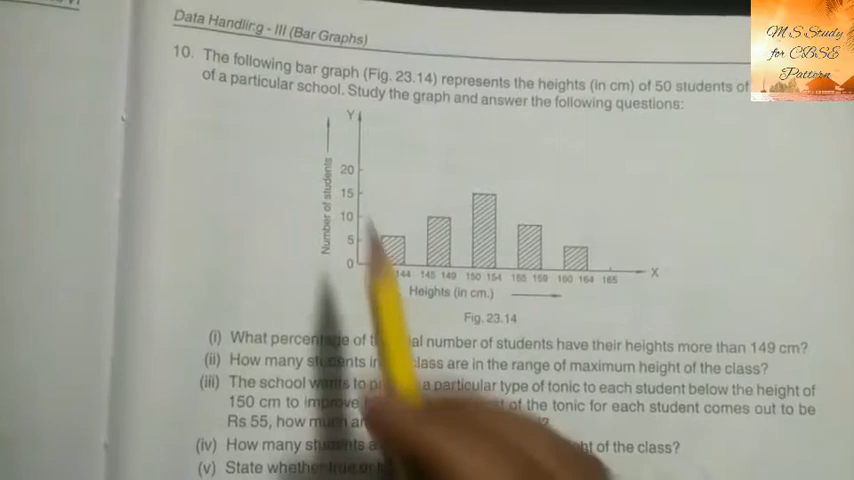 Data Handling - III (Bar Graphs)
M S Study
for CBSE
Pattern
10. The following bar graph (Fig. 23.14) represents the heights (in cm) of 50 students of
of a particular school. Study the graph and answer the following questions:
Y
Number of students
20
15
10
5
0
144 145 149 150 154 155 159 160 164 165
X
Heights (in cm.)
Fig. 23.14
(i) What percentage of number of students have their heights more than 149 cm?
(ii) How many students in class are in the range of maximum height of the class?
(iii) The school wants to a particular type of tonic to each student below the height of
150 cm to improve of the tonic for each student comes out to be
Rs 55, how much
(iv) How many students of the class?
(v) State whether true or